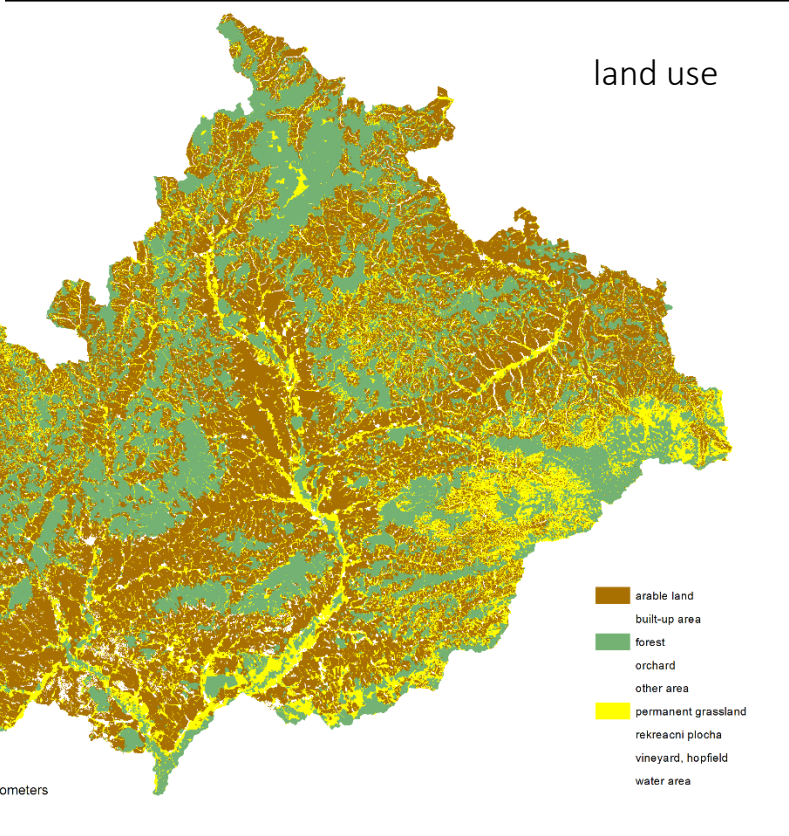 land use
arable land
built-up area
forest
orchard
other area
permanent grassland
rekreacni plocha
vineyard, hopfield
water area
ometers